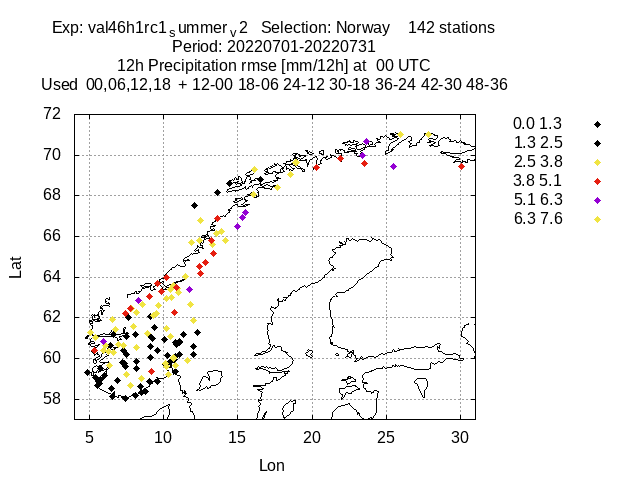 Exp: val46h1rc1summerv2 Selection: Norway 142 stations
Period: 20220701-20220731
12h Precipitation rmse [mm/12h] at 00 UTC
Used 00,06,12,18 + 12-00 18-06 24-12 30-18 36-24 42-30 48-36
72
70
68
66
64
62
60
58
Lat
5 10 15 20 25 30
Lon
0.0 1.3
1.3 2.5
2.5 3.8
3.8 5.1
5.1 6.3
6.3 7.6